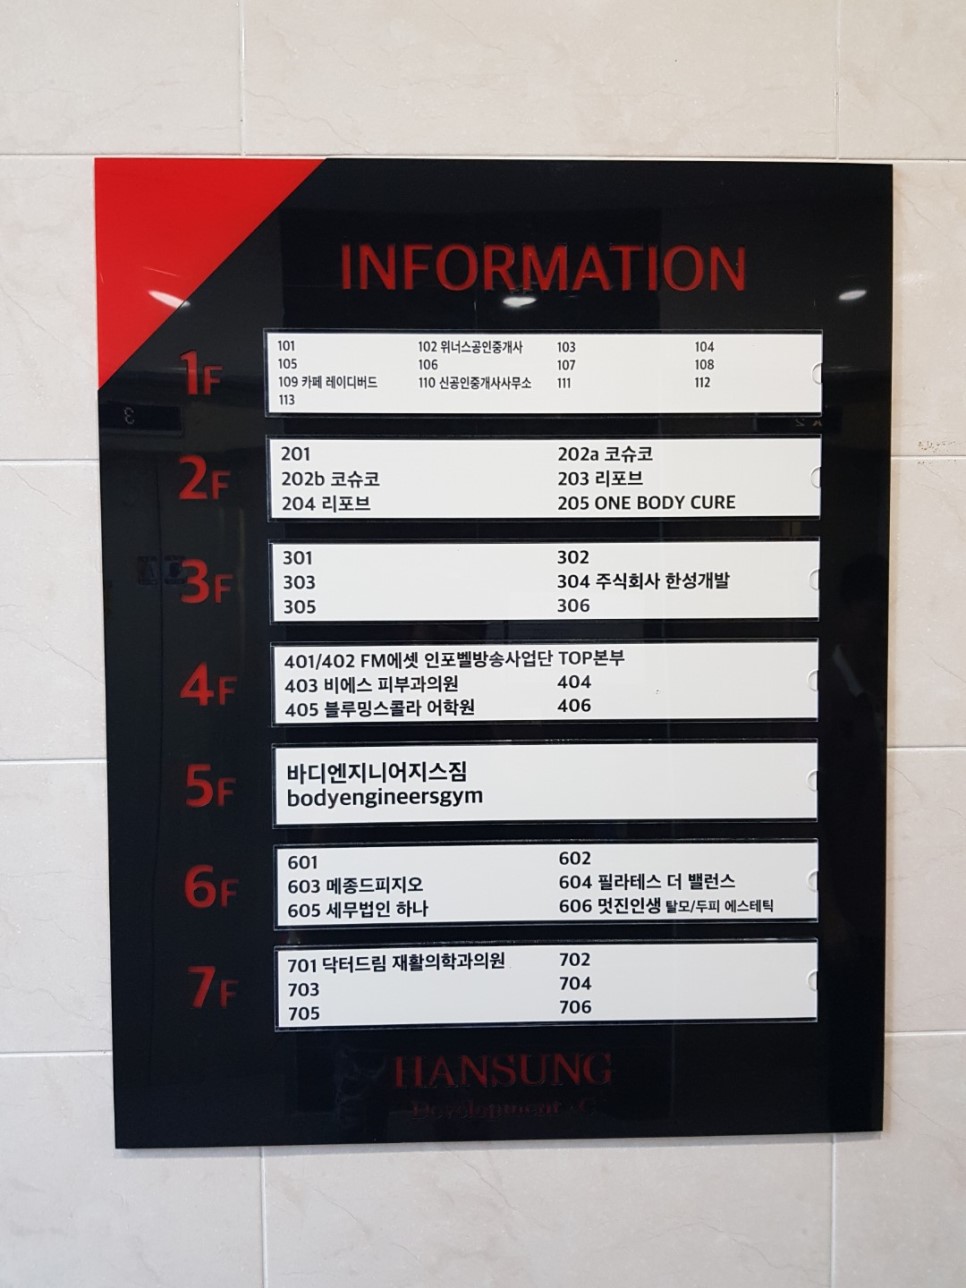 INFORMATION
1F
101 102 위너스공인중개사 103 104
105 106 107 108
109 카페 레이디버드 110 신공인중개사사무소 111 112
113
2F
201 202a 코슈코
202b 코슈코 203 리포브
204 리포브 205 ONE BODY CURE
3F
301 302
303 304 주식회사 한성개발
305 306
4F
401/402 FM에셋 인포벨방송사업단 TOP본부
403 비에스 피부과의원 404
405 블루밍스콜라 어학원 406
5F
바디엔지니어지스짐
bodyengineersgym
6F
601 602
603 메종드피지오 604 필라테스 더 밸런스
605 세무법인 하나 606 멋진인생 탈모/두피 에스테틱
7F
701 닥터드림 재활의학과의원 702
703 704
705 706
HANSUNG
Development